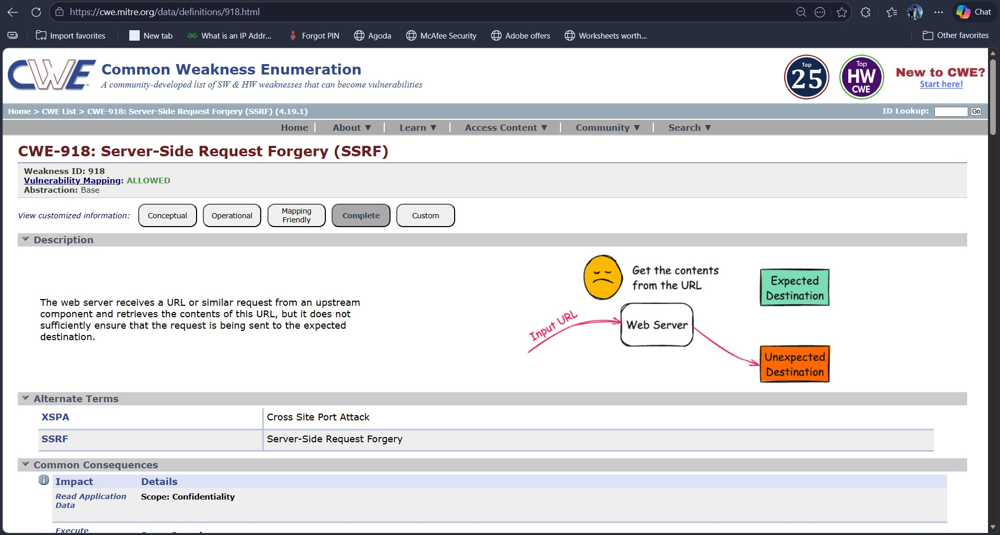 https://cwe.mitre.org/data/definitions/918.html
Chat
Import favorites
New tab
What is an IP Addr...
Forgot PIN
Agoda
McAfee Security
Adobe offers
Worksheets worth...
Other favorites
CWE
Common Weakness Enumeration
A community-developed list of SW & HW weaknesses that can become vulnerabilities
Top
25
Top
HW
CWE
New to CWE?
Start here!
Home > CWE List > CWE-918: Server-Side Request Forgery (SSRF) (4.19.1)
ID Lookup:
Go
Home
About ▼
Learn ▼
Access Content ▼
Community ▼
Search ▼
CWE-918: Server-Side Request Forgery (SSRF)
Weakness ID: 918
Vulnerability Mapping: ALLOWED
Abstraction: Base
View customized information:
Conceptual
Operational
Mapping
Friendly
Complete
Custom
Description
The web server receives a URL or similar request from an upstream
component and retrieves the contents of this URL, but it does not
sufficiently ensure that the request is being sent to the expected
destination.
Get the contents
from the URL
Expected
Destination
Input URL
Web Server
Unexpected
Destination
Alternate Terms
XSPA
Cross Site Port Attack
SSRF
Server-Side Request Forgery
Common Consequences
Impact
Details
Read Application
Data
Scope: Confidentiality
Execute